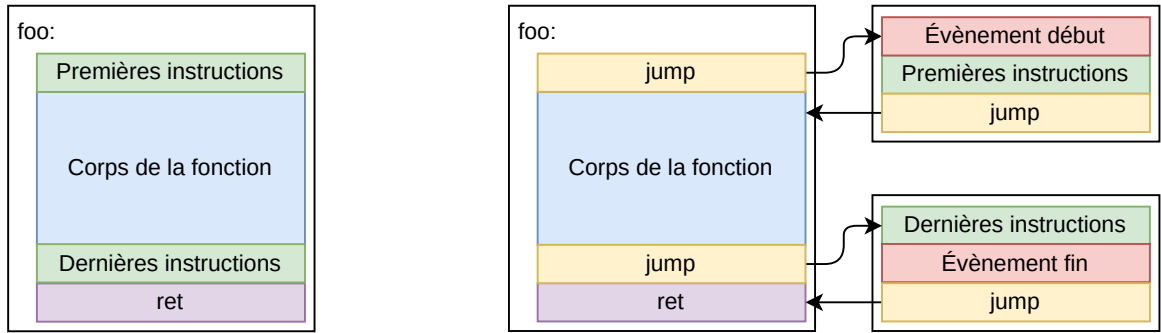 foo:
Premières instructions
Corps de la fonction
Dernières instructions
ret
foo:
jump
Corps de la fonction
jump
ret
Évènement début
Premières instructions
jump
Dernières instructions
Évènement fin
jump